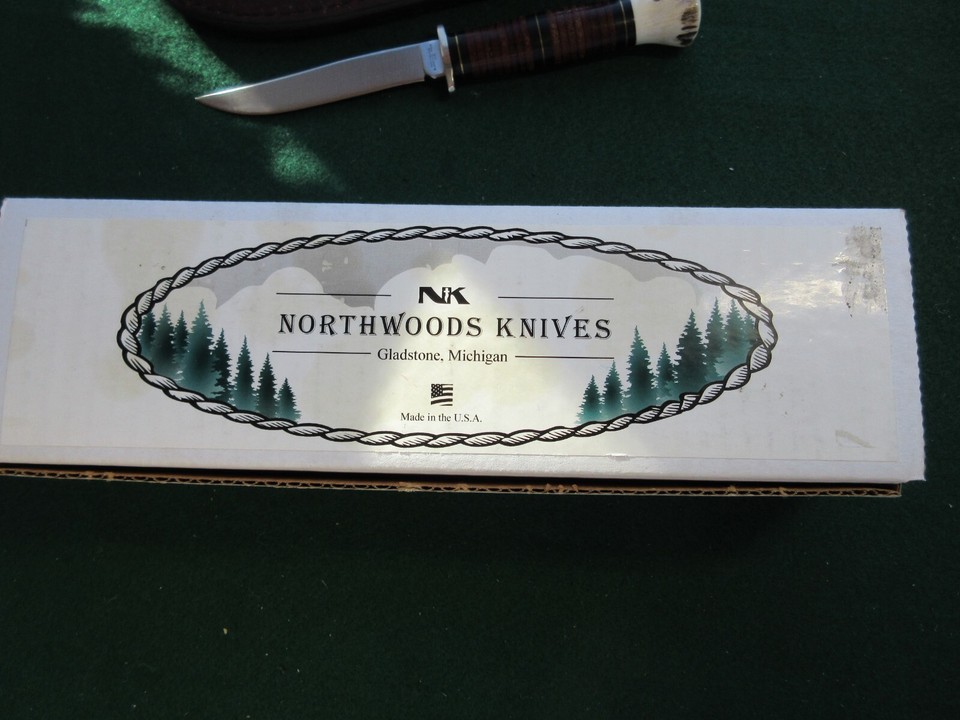 NK
NORTHWOODS KNIVES
Gladstone, Michigan
Made in the U.S.A.